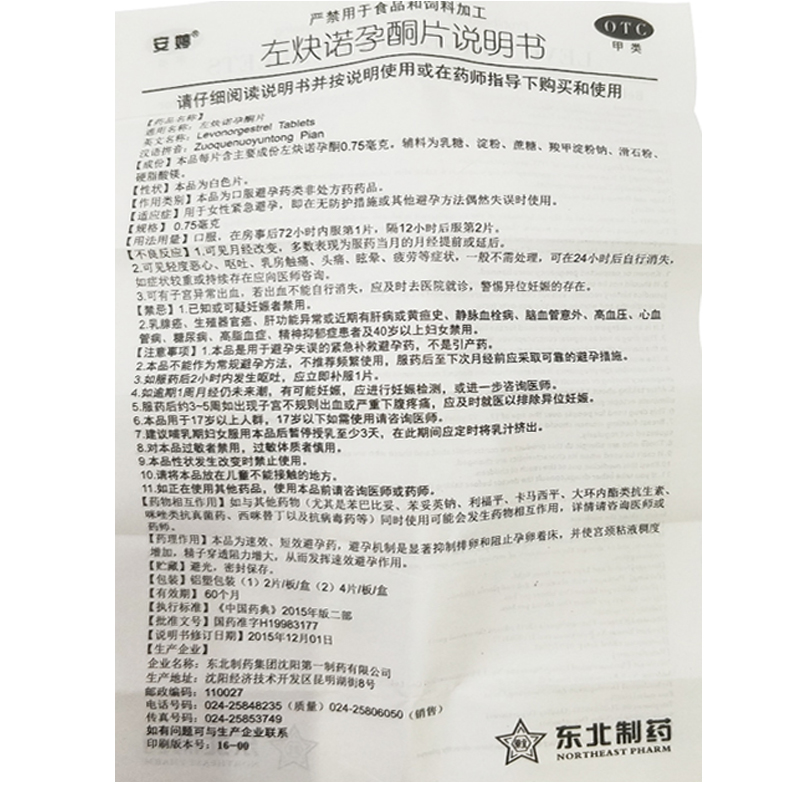 严禁用于食品和饲料加工
安婷®
左炔诺孕酮片说明书
OTC
甲类
请仔细阅读说明书并按说明使用或在药师指导下购买和使用
【药品名称】
通用名称：左炔诺孕酮片
英文名称：Levonorgestrel Tablets
汉语拼音：Zuoquenuoyuntong Pian
【成份】本品每片含主要成份左炔诺孕酮0.75毫克，辅料为乳糖、淀粉、蔗糖、羧甲淀粉钠、滑石粉、
硬脂酸镁。
【性状】本品为白色片。
【作用类别】本品为口服避孕药类非处方药药品。
【适应症】用于女性紧急避孕，即在无防护措施或其他避孕方法偶然失误时使用。
【规格】0.75毫克
【用法用量】口服，在房事后72小时内服第1片，隔12小时后服第2片。
【不良反应】1.可见月经改变，多数表现为服药当月的月经提前或延后。
2.可见轻度恶心、呕吐、乳房触痛、头痛、眩晕、疲劳等症状，一般不需处理，可在24小时后自行消失，
如症状较重或持续存在应向医师咨询。
3.可有子宫异常出血，若出血不能自行消失，应及时去医院就诊，警惕异位妊娠的存在。
【禁忌】1.已知或可疑妊娠者禁用。
2.乳腺癌、生殖器官癌、肝功能异常或近期有肝病或黄疸史、静脉血栓病、脑血管意外、高血压、心血
管病、糖尿病、高脂血症、精神抑郁症患者及40岁以上妇女禁用。
【注意事项】1.本品是用于避孕失误的紧急补救避孕药，不是引产药。
2.本品不能作为常规避孕方法，不推荐频繁使用，服药后至下次月经前应采取可靠的避孕措施。
3.如服药后2小时内发生呕吐，应立即补服1片。
4.如逾期1周月经仍未来潮，有可能妊娠，应进行妊娠检测，或进一步咨询医师。
5.服药后约3~5周如出现子宫不规则出血或严重下腹疼痛，应及时就医以排除异位妊娠。
6.本品用于17岁以上人群，17岁以下如需使用请咨询医师。
7.建议哺乳期妇女服用本品后暂停授乳至少3天，在此期间应定时将乳汁挤出。
8.对本品过敏者禁用，过敏体质者慎用。
9.本品性状发生改变时禁止使用。
10.请将本品放在儿童不能接触的地方。
11.如正在使用其他药品，使用本品前请咨询医师或药师。
【药物相互作用】如与其他药物（尤其是苯巴比妥、苯妥英钠、利福平、卡马西平、大环内酯类抗生素、
咪唑类抗真菌药、西咪替丁以及抗病毒药等）同时使用可能会发生药物相互作用，详情请咨询医师或
药师。
【药理作用】本品为速效、短效避孕药，避孕机制是显著抑制排卵和阻止孕卵着床，并使宫颈粘液稠度
增加，精子穿透阻力增大，从而发挥速效避孕作用。
【贮藏】避光，密封保存。
【包装】铝塑包装（1）2片/板/盒（2）4片/板/盒
【有效期】60个月
【执行标准】《中国药典》2015年版二部
【批准文号】国药准字H19983177
【说明书修订日期】2015年12月01日
【生产企业】
企业名称：东北制药集团沈阳第一制药有限公司
生产地址：沈阳经济技术开发区昆明湖街8号
邮政编码：110027
电话号码：024-25848235（质量）024-25806050（销售）
传真号码：024-25853749
如有问题可与生产企业联系
印刷版本号：16-00
东北制药
NORTHEAST PHARM